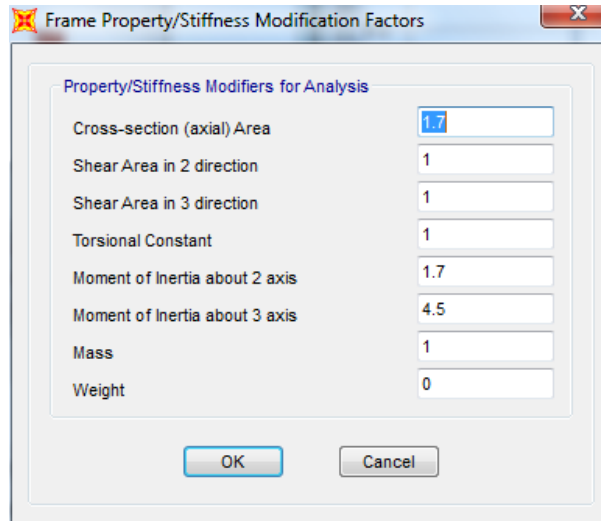 Frame Property/Stiffness Modification Factors
Property/Stiffness Modifiers for Analysis
Cross-section (axial) Area 1.7
Shear Area in 2 direction 1
Shear Area in 3 direction 1
Torsional Constant 1
Moment of Inertia about 2 axis 1.7
Moment of Inertia about 3 axis 4.5
Mass 1
Weight 0
OK Cancel